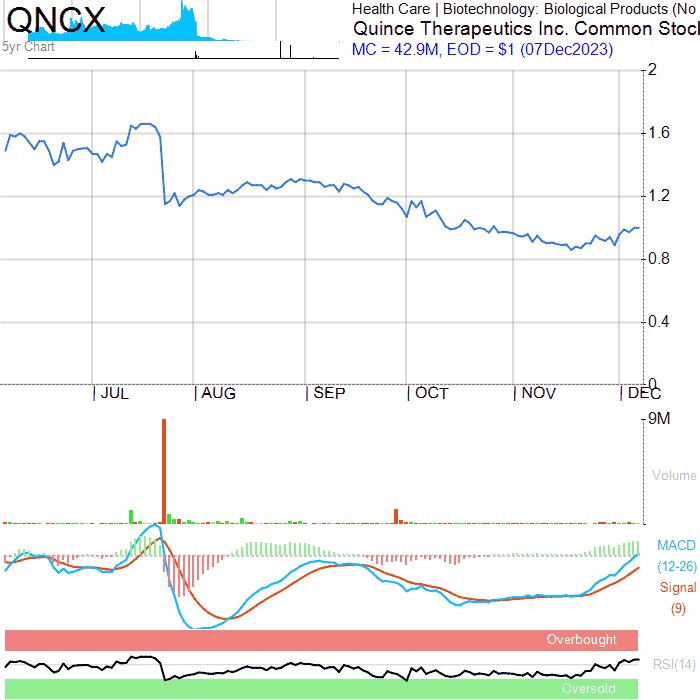 QNCX
5yr Chart
Health Care | Biotechnology: Biological Products (No
Quince Therapeutics Inc. Common Stock
MC = 42.9M, EOD = $1 (07Dec2023)
2
1.6
1.2
0.8
0.4
0
JUL AUG SEP OCT NOV DEC
9M
Volume
MACD
(12-26)
Signal
(9)
Overbought
RSI(14)
Oversold